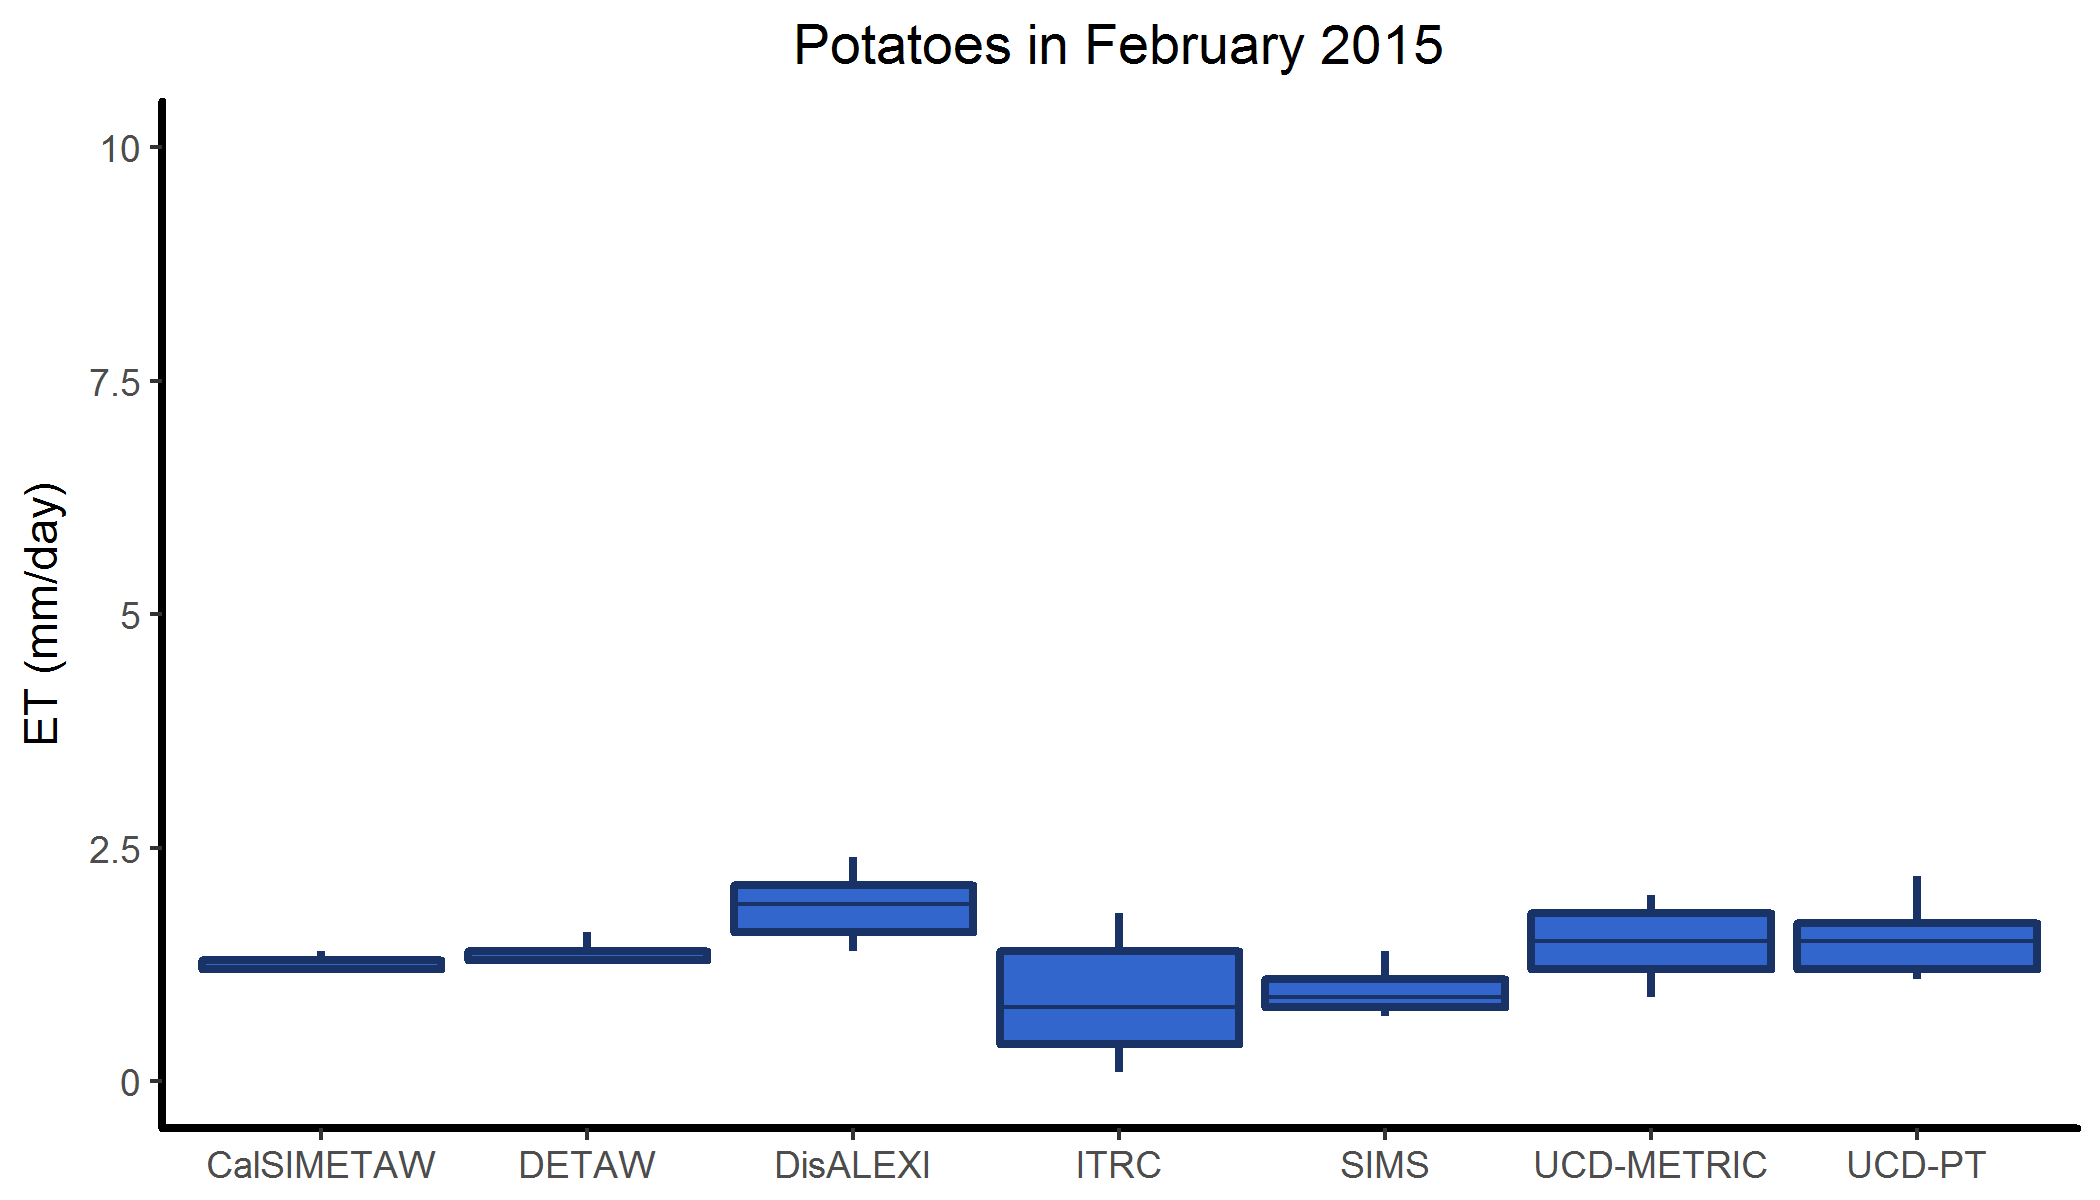 Potatoes in February 2015
ET (mm/day)
10
7.5
5
2.5
0
CalSIMETAW DETAW DisALEXI ITRC SIMS UCD-METRIC UCD-PT